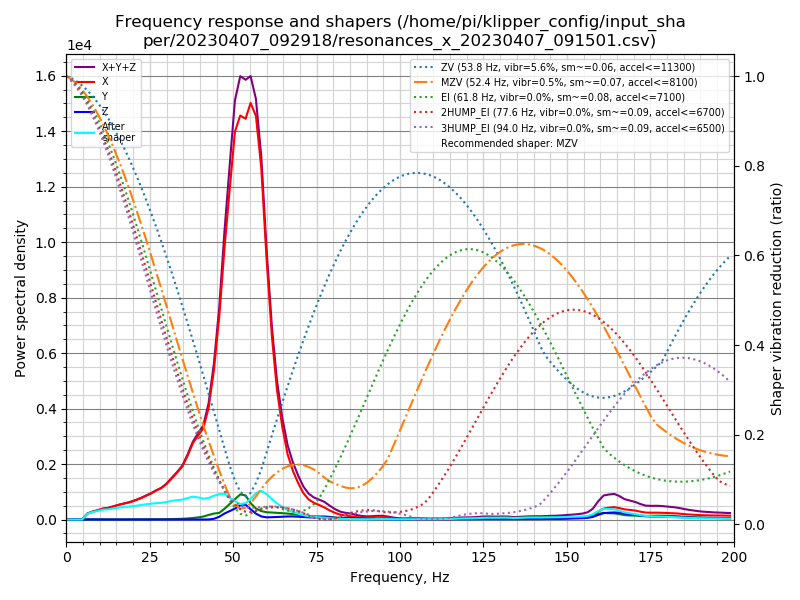 Frequency response and shapers (/home/pi/klipper_config/input_sha
per/20230407_092918/resonances_x_20230407_091501.csv)
1e4
X+Y+Z
X
Y
Z
After
shaper
ZV (53.8 Hz, vibr=5.6%, sm~=0.06, accel<=11300)
MZV (52.4 Hz, vibr=0.5%, sm~=0.07, accel<=8100)
EI (61.8 Hz, vibr=0.0%, sm~=0.08, accel<=7100)
2HUMP_EI (77.6 Hz, vibr=0.0%, sm~=0.09, accel<=6700)
3HUMP_EI (94.0 Hz, vibr=0.0%, sm~=0.09, accel<=6500)
Recommended shaper: MZV
Power spectral density
1.6
1.4
1.2
1.0
0.8
0.6
0.4
0.2
0.0
1.0
0.8
0.6
0.4
0.2
0.0
Shaper vibration reduction (ratio)
0 25 50 75 100 125 150 175 200
Frequency, Hz